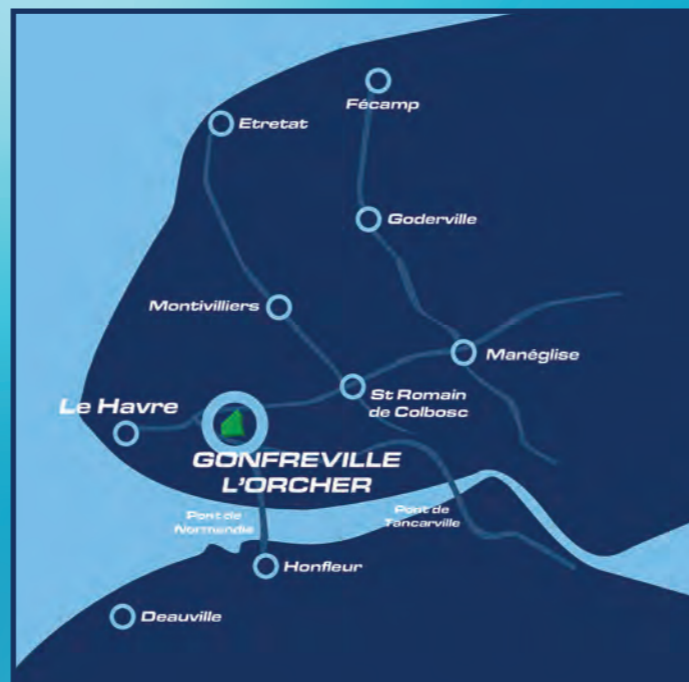 Fécamp
Etretat
Goderville
Montivilliers
Manéglise
St Romain
de Colbosc
Le Havre
GONFREVILLE
L'ORCHER
Pont de
Normandie
Pont de
Tancarville
Honfleur
Deauville